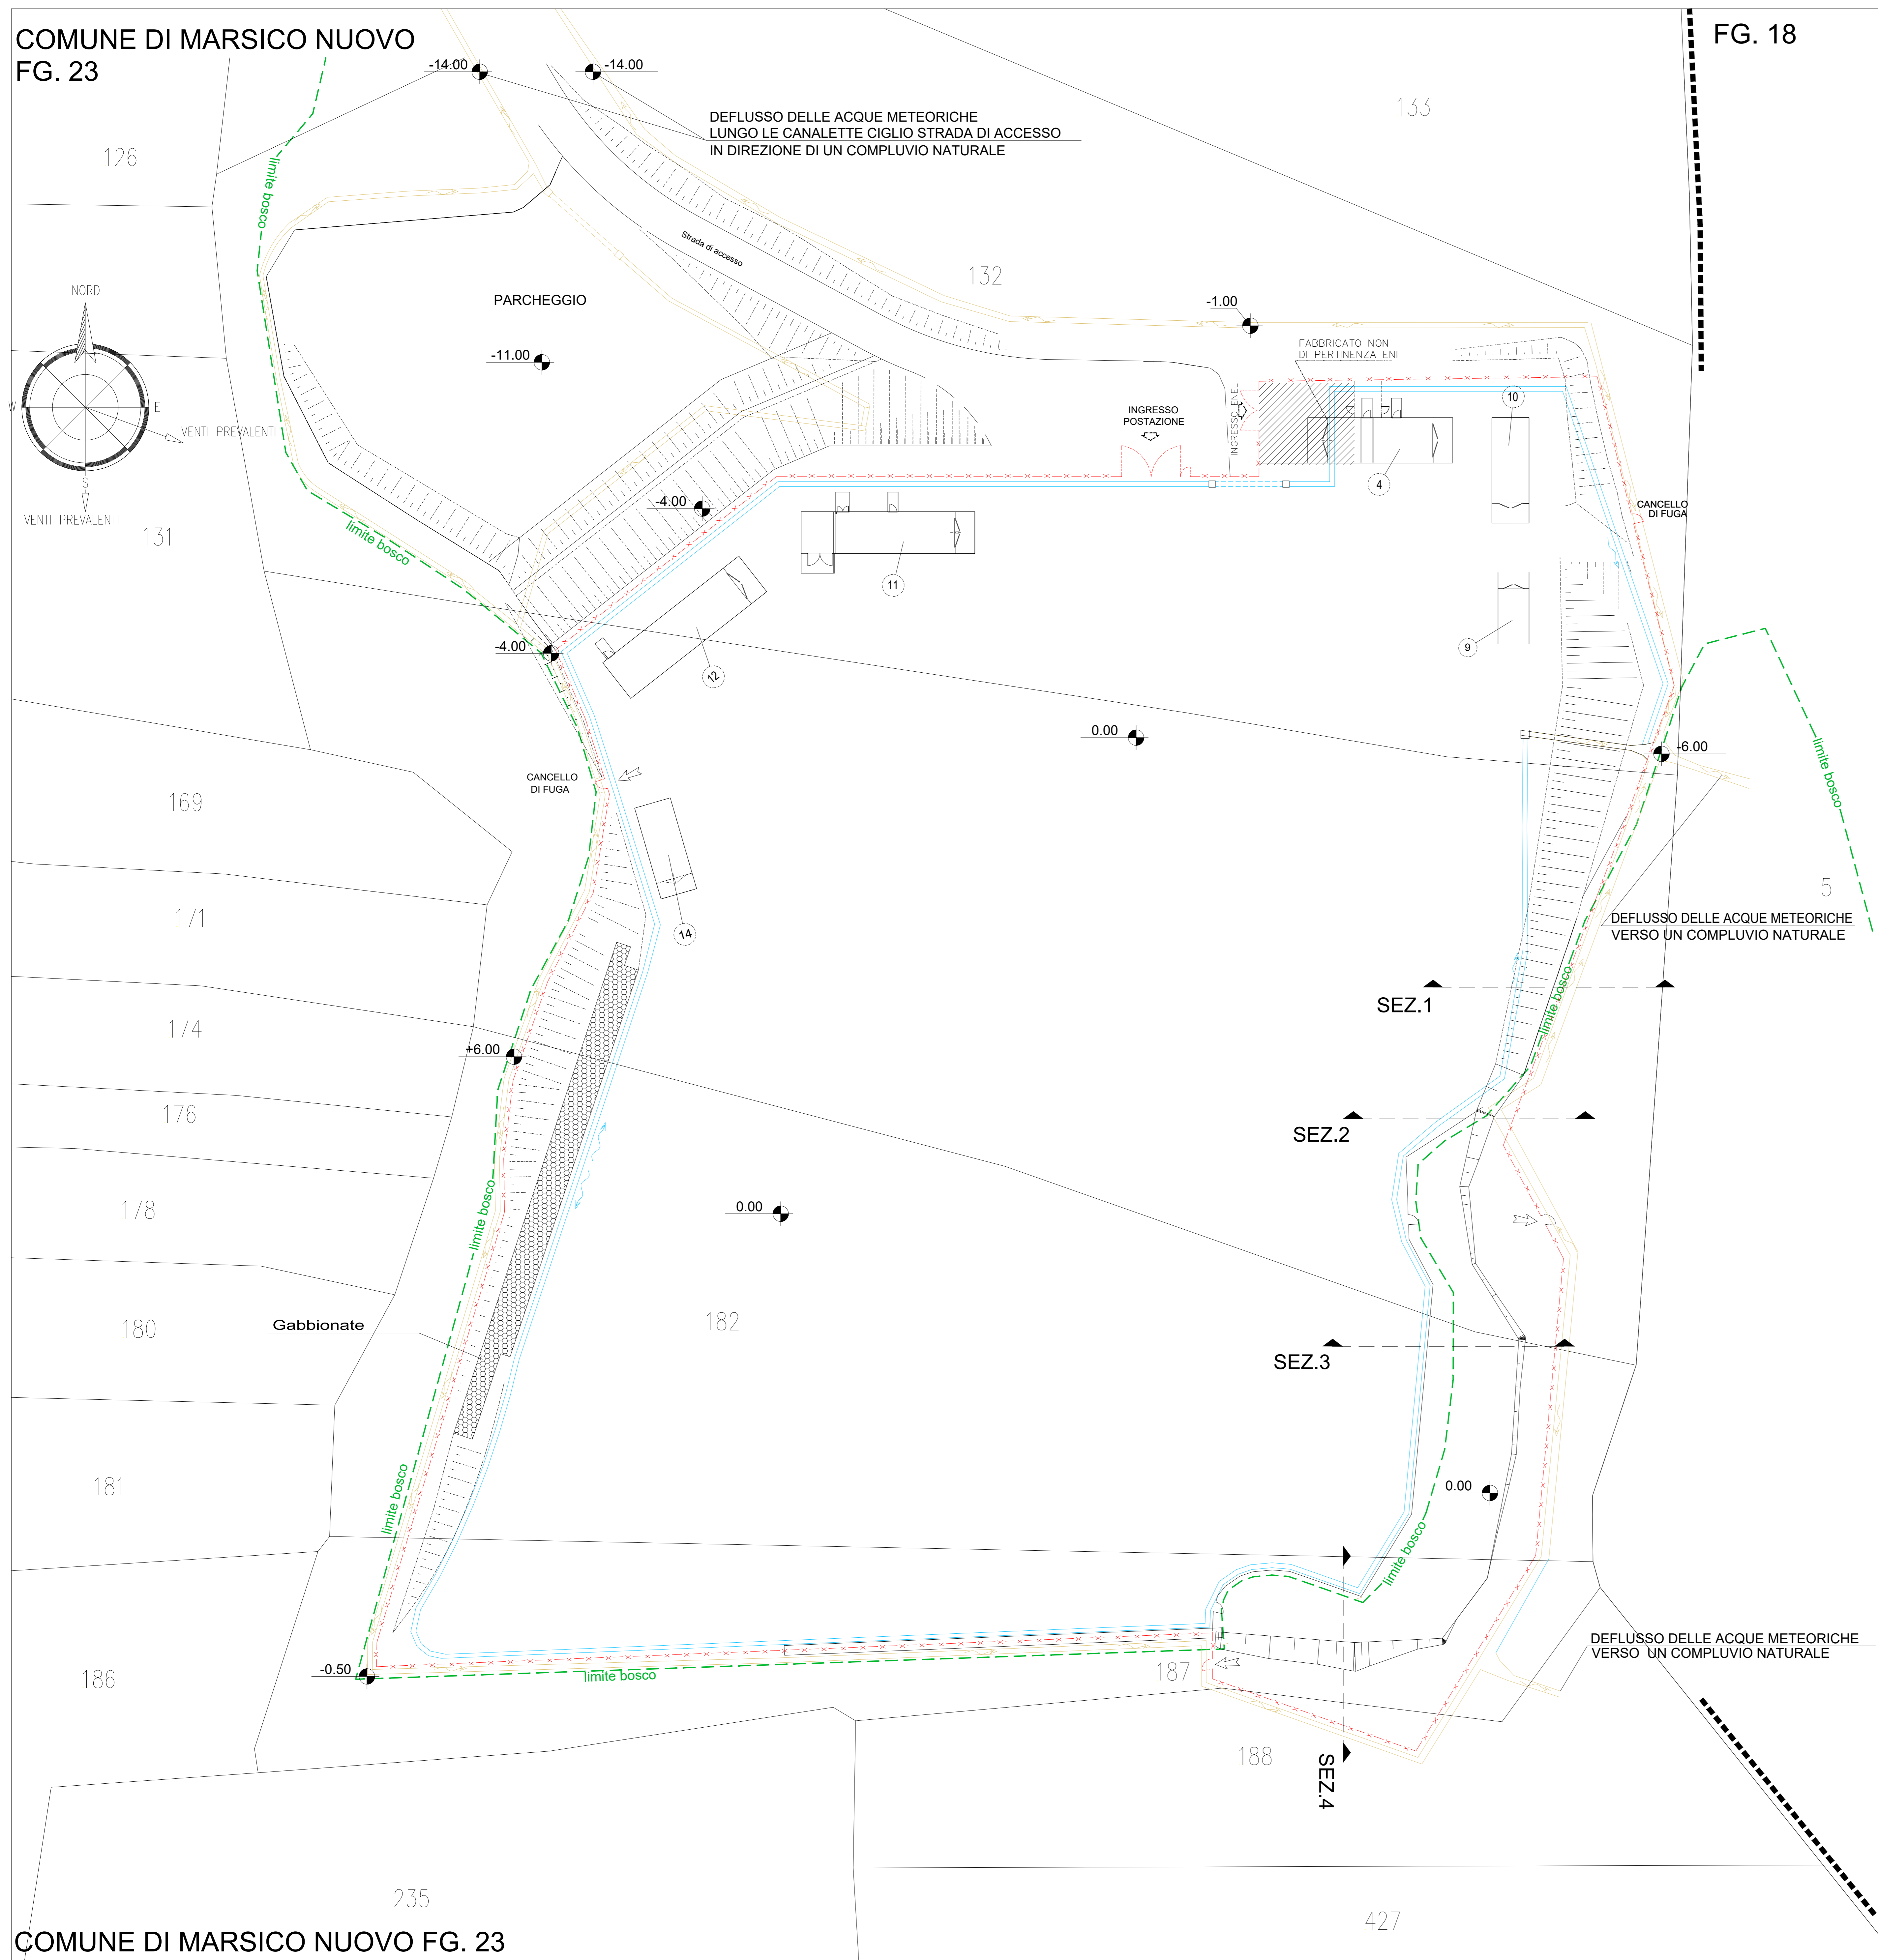 COMUNE DI MARSICO NUOVO
FG. 23
FG. 18
-14.00
-14.00
DEFLUSSO DELLE ACQUE METEORICHE
LUNGO LE CANALETTE CIGLIO STRADA DI ACCESSO
IN DIREZIONE DI UN COMPLUVIO NATURALE
133
126
limite bosco
Strada di accesso
132
NORD
PARCHEGGIO
-1.00
-11.00
FABBRICATO NON
DI PERTINENZA ENI
W
E
S
VENTI PREVALENTI
VENTI PREVALENTI
INGRESSO
POSTAZIONE
INGRESSO ENEL
10
4
-4.00
CANCELLO
DI FUGA
131
limite bosco
11
9
-4.00
12
0.00
-6.00
limite bosco
CANCELLO
DI FUGA
169
5
171
14
DEFLUSSO DELLE ACQUE METEORICHE
VERSO UN COMPLUVIO NATURALE
limite bosco
SEZ.1
174
+6.00
176
SEZ.2
178
limite bosco
0.00
180
Gabbionate
182
SEZ.3
181
limite bosco
0.00
limite bosco
DEFLUSSO DELLE ACQUE METEORICHE
VERSO UN COMPLUVIO NATURALE
186
-0.50
limite bosco
187
188
SEZ.4
235
427
COMUNE DI MARSICO NUOVO FG. 23